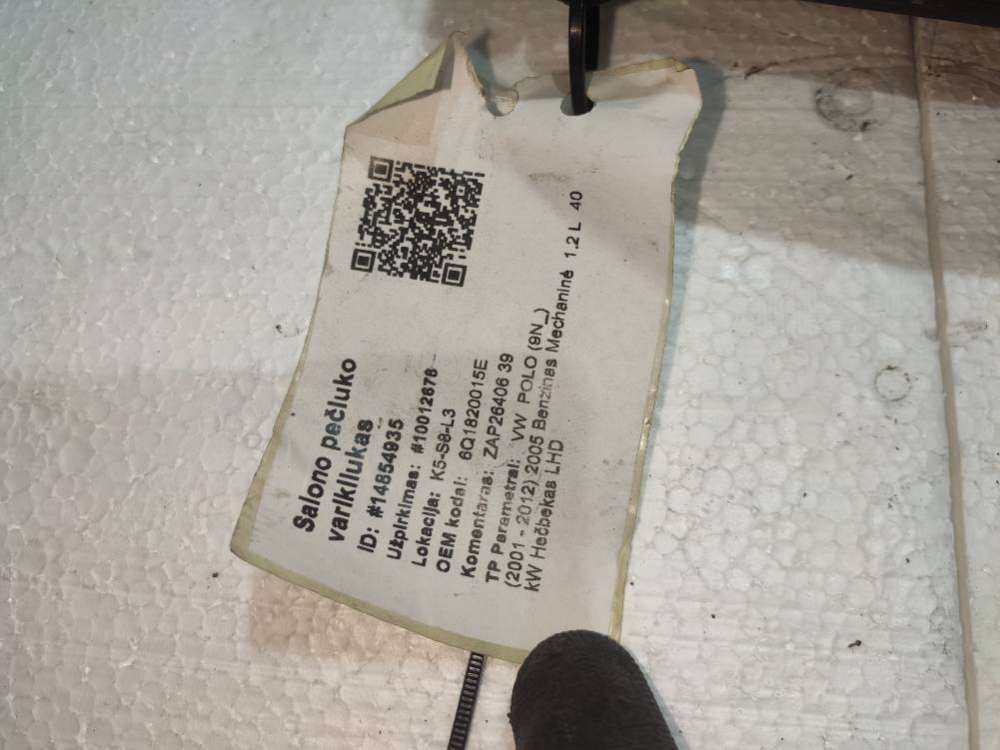 Salono pečiuko
varikliukas
ID: #14854935
Užpirkimas: #10012678
Lokacija: K5-S8-L3
OEM kodai: 6Q1820015E
Komentaras: ZAP26406 39
TP Parametrai: VW POLO (9N_)
(2001 - 2012) 2005 Benzinas Mechaninė 1.2 L 40
kW Hečbekas LHD